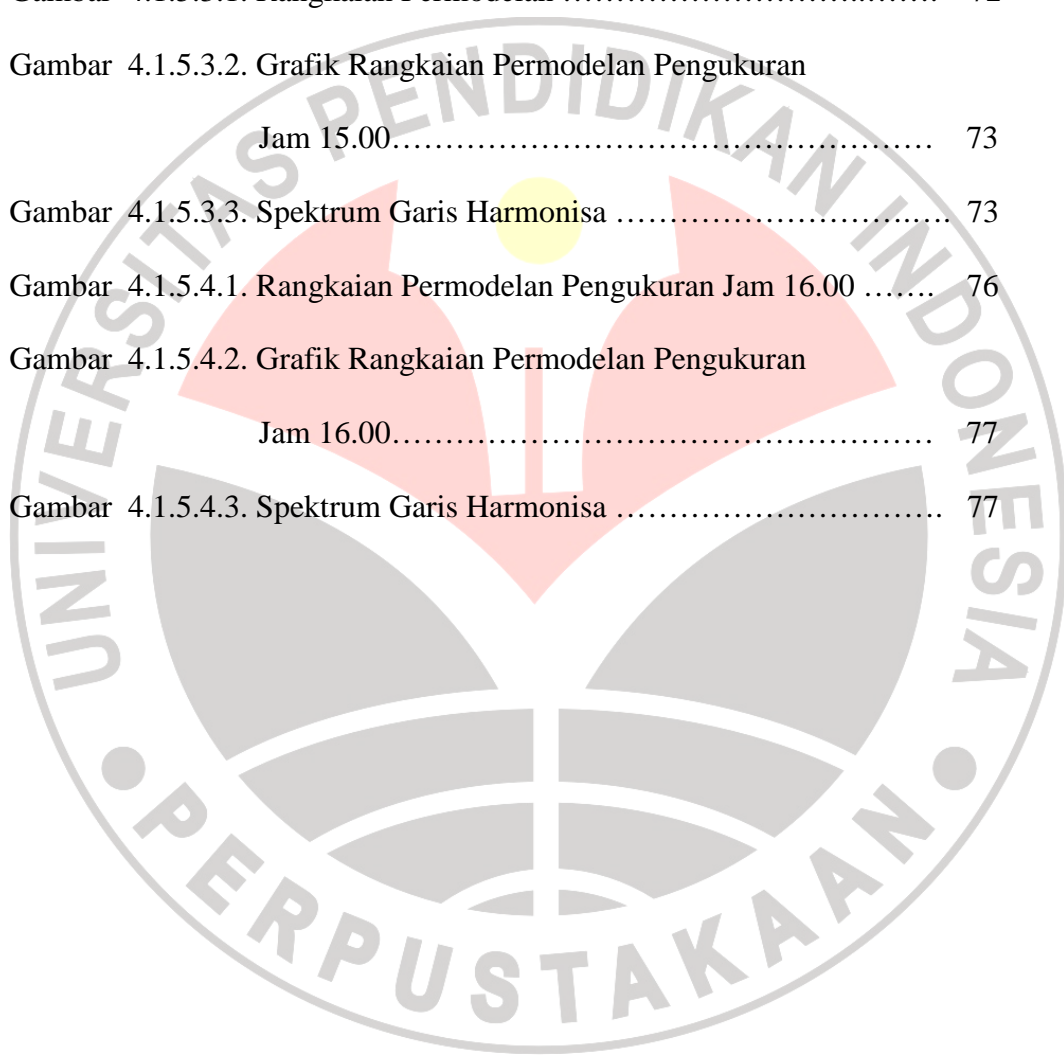 Gambar 4.1.5.3.2. Grafik Rangkaian Permodelan Pengukuran
Jam 15.00……………………………………………… 73
Gambar 4.1.5.3.3. Spektrum Garis Harmonisa ………………………….…. 73
Gambar 4.1.5.4.1. Rangkaian Permodelan Pengukuran Jam 16.00 ……. 76
Gambar 4.1.5.4.2. Grafik Rangkaian Permodelan Pengukuran
Jam 16.00……………….……………………………… 77
Gambar 4.1.5.4.3. Spektrum Garis Harmonisa …………………………. 77
UNIVERSITAS PENDIDIKAN INDONESIA
PERPUSTAKAAN